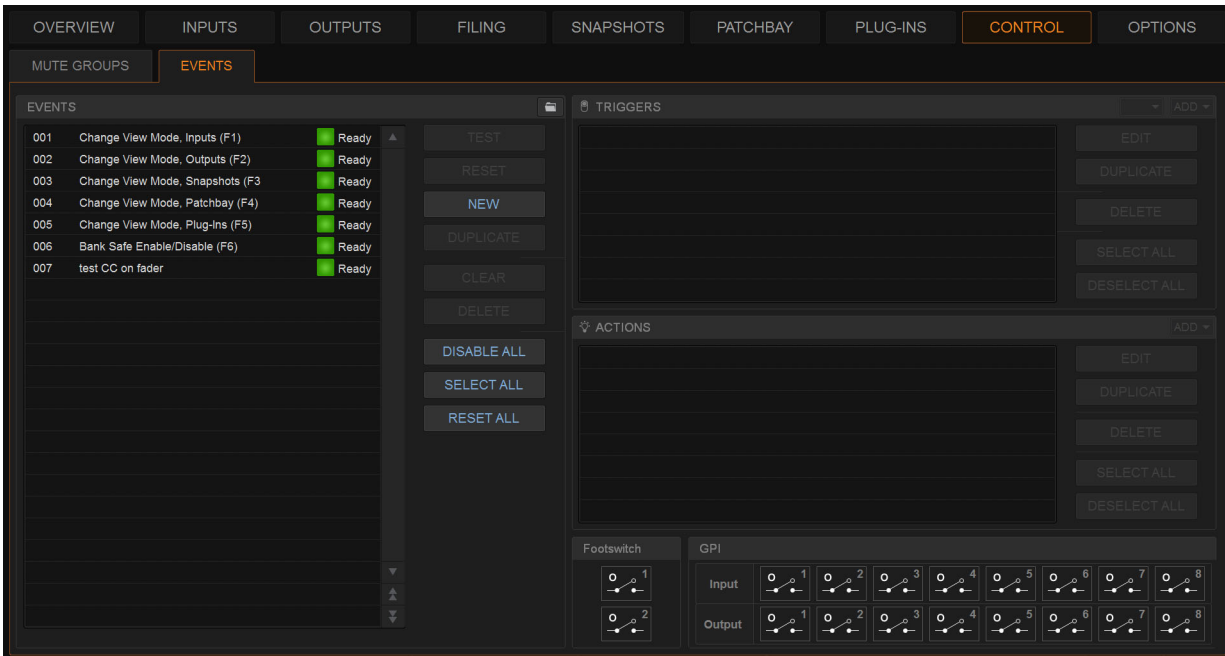 OVERVIEW INPUTS OUTPUTS FILING SNAPSHOTS PATCHBAY PLUG-INS CONTROL OPTIONS
MUTE GROUPS EVENTS
EVENTS
001 Change View Mode, Inputs (F1) Ready
002 Change View Mode, Outputs (F2) Ready
003 Change View Mode, Snapshots (F3 Ready
004 Change View Mode, Patchbay (F4) Ready
005 Change View Mode, Plug-Ins (F5) Ready
006 Bank Safe Enable/Disable (F6) Ready
007 test CC on fader Ready
TEST
RESET
NEW
DUPLICATE
CLEAR
DELETE
DISABLE ALL
SELECT ALL
RESET ALL
TRIGGERS ADD
EDIT
DUPLICATE
DELETE
SELECT ALL
DESELECT ALL
ACTIONS ADD
EDIT
DUPLICATE
DELETE
SELECT ALL
DESELECT ALL
Footswitch
1
2
GPI
Input 1 2 3 4 5 6 7 8
Output 1 2 3 4 5 6 7 8